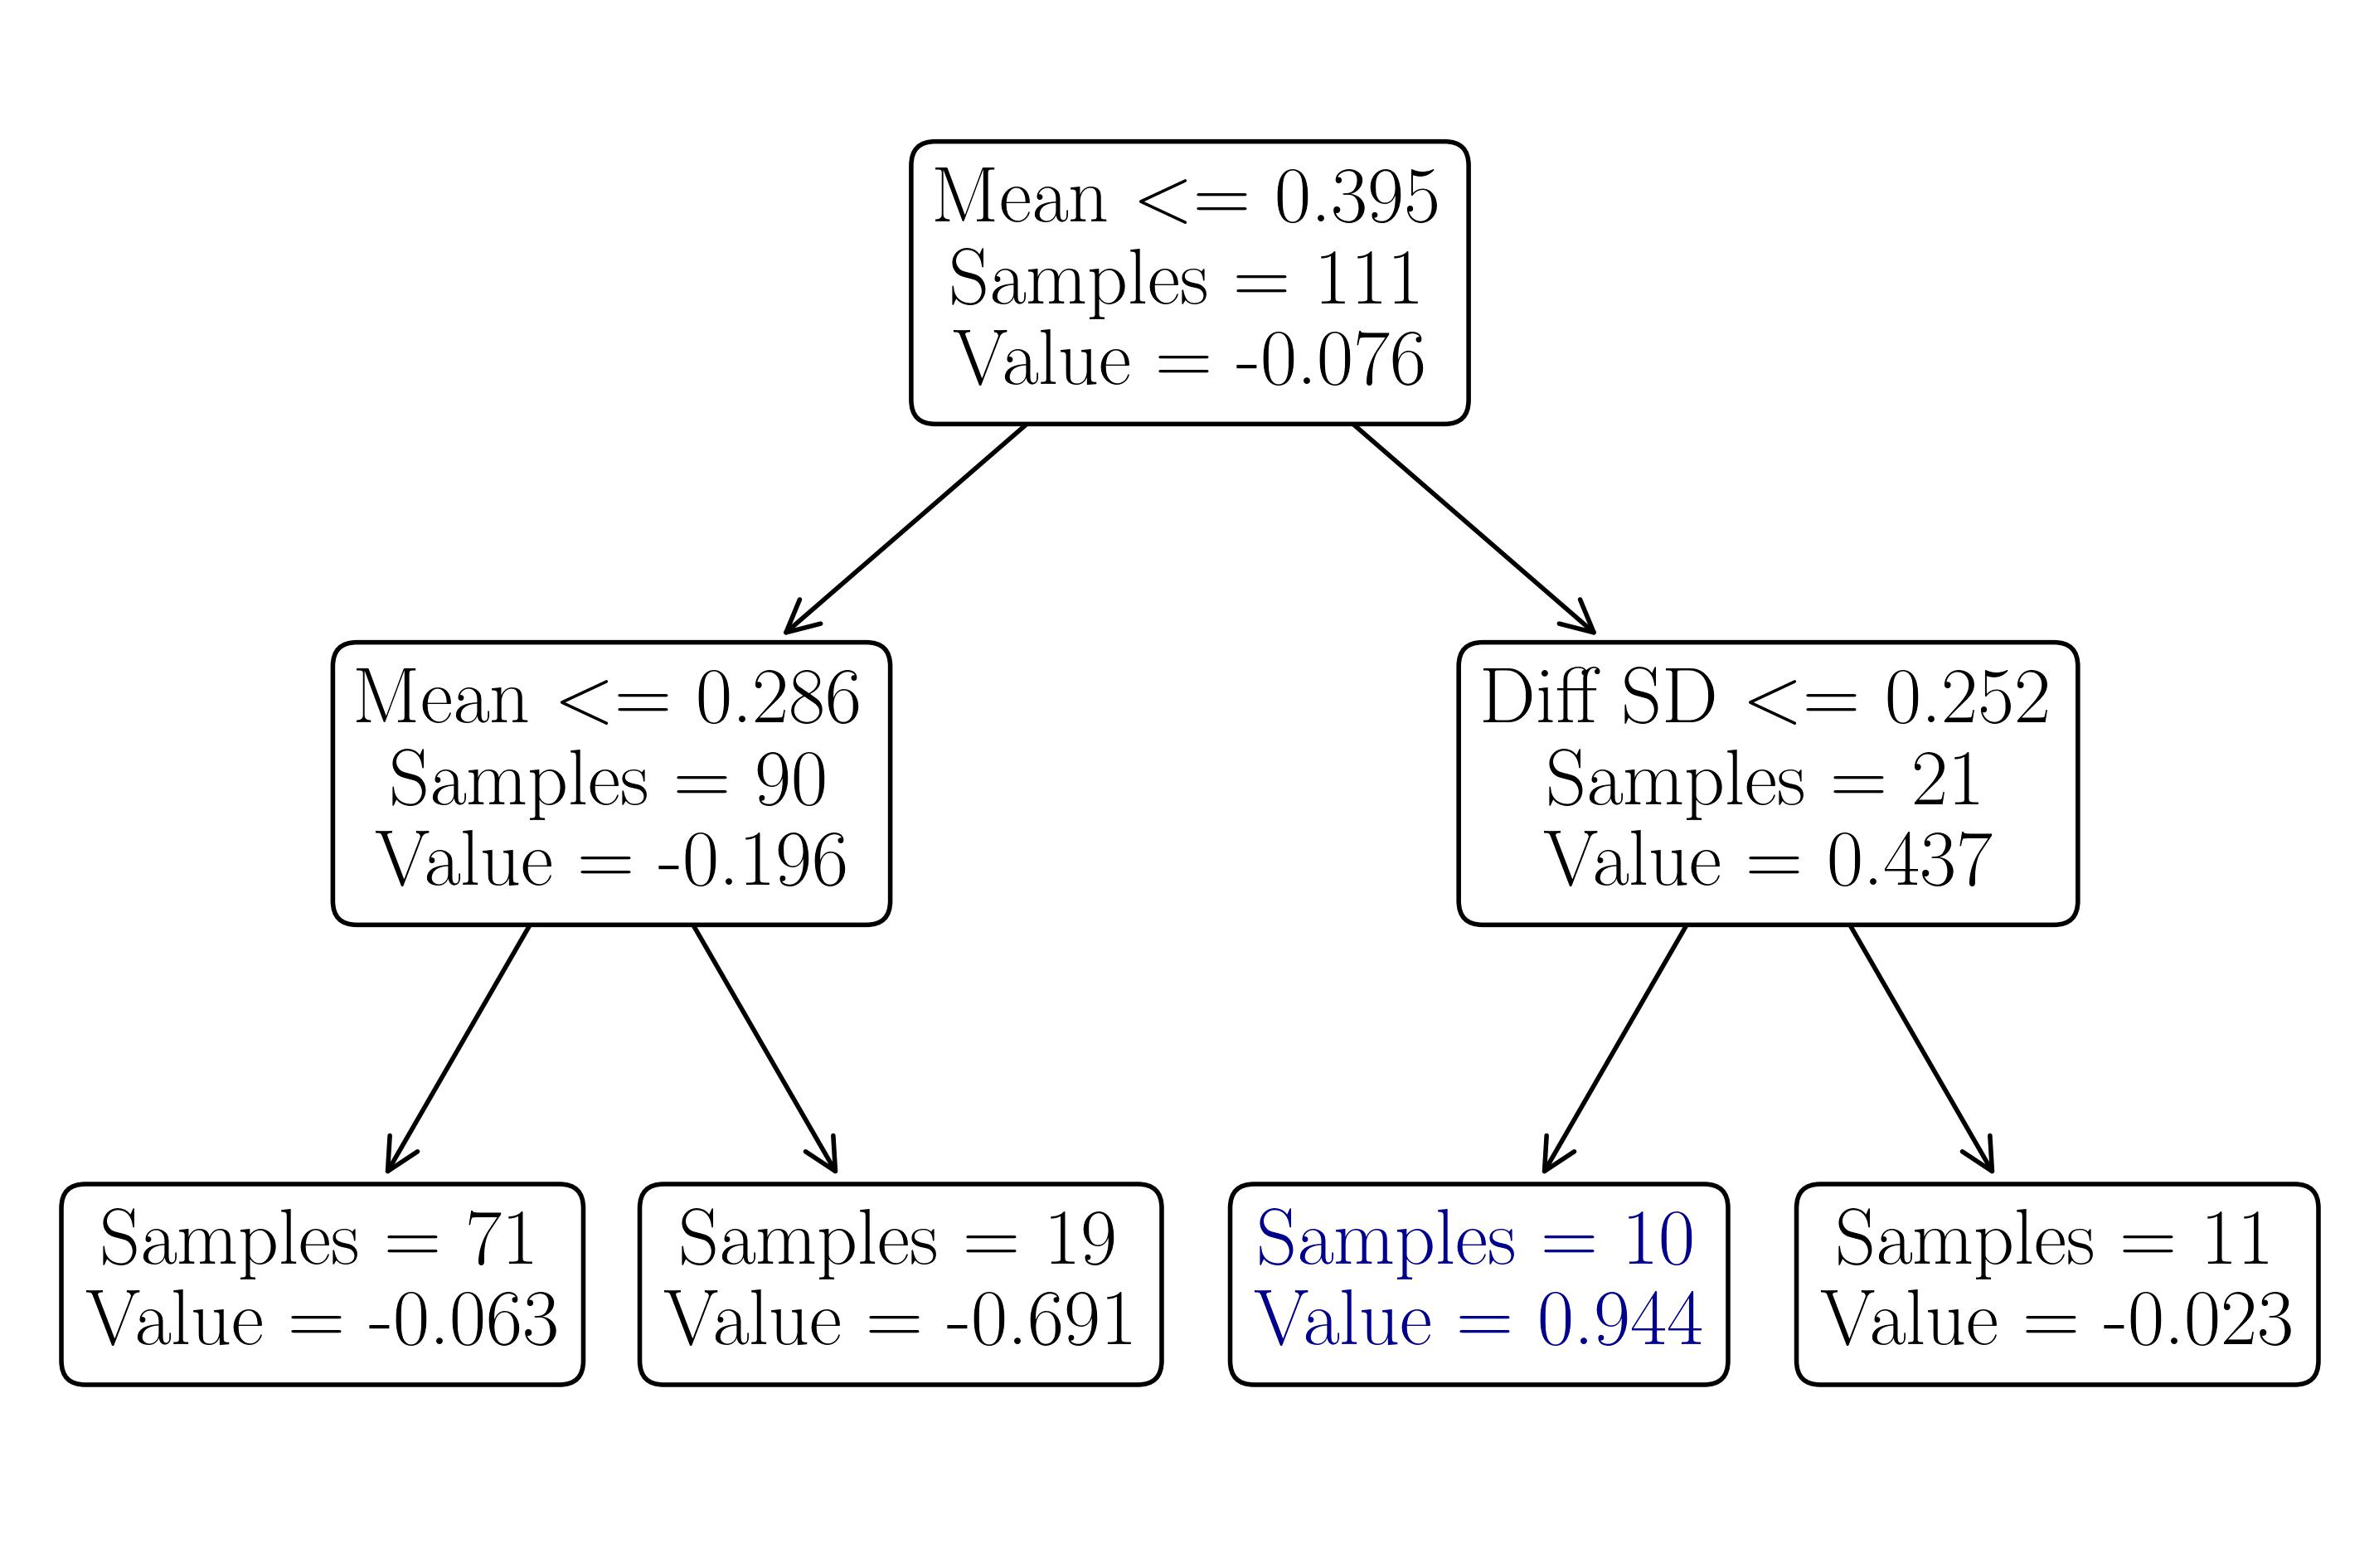 Mean <= 0.395
Samples = 111
Value = -0.076
Mean <= 0.286
Samples = 90
Value = -0.196
Diff SD <= 0.252
Samples = 21
Value = 0.437
Samples = 71
Value = -0.063
Samples = 19
Value = -0.691
Samples = 10
Value = 0.944
Samples = 11
Value = -0.023